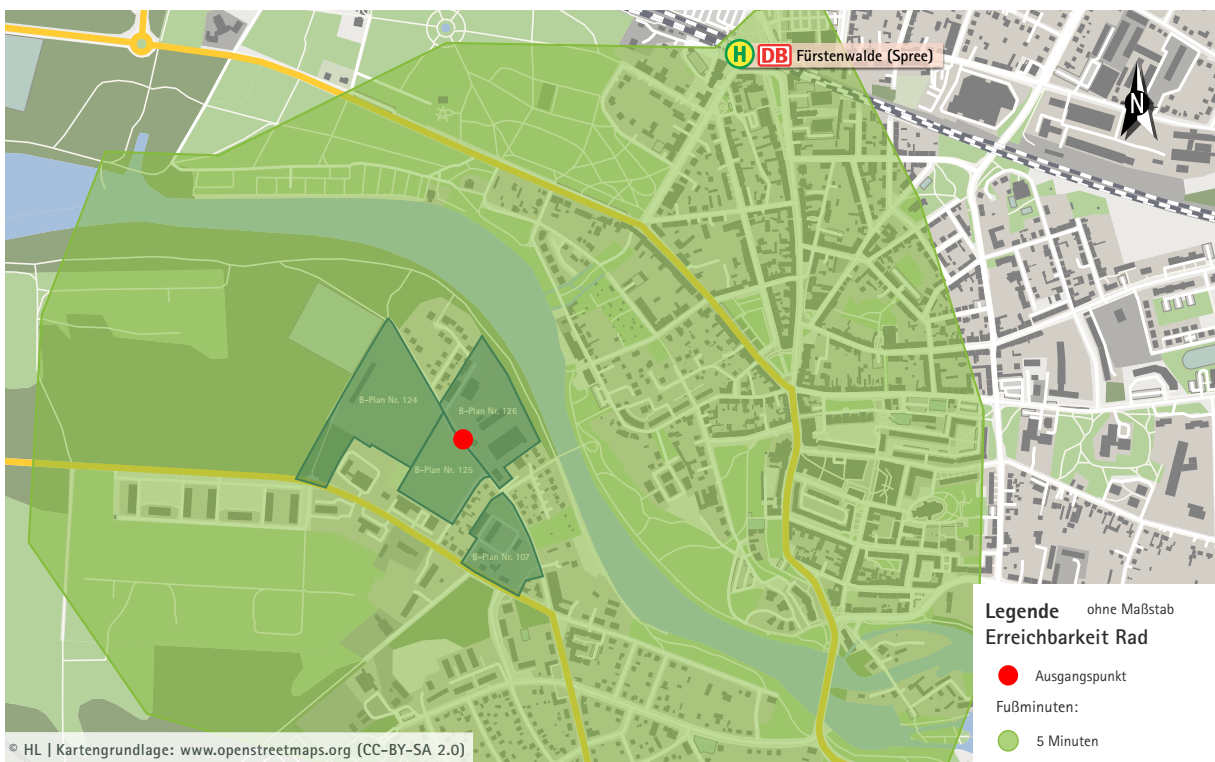 H DB Fürstenwalde (Spree)
N
B-Plan Nr. 124
B-Plan Nr. 126
B-Plan Nr. 125
B-Plan Nr. 107
Legende ohne Maßstab
Erreichbarkeit Rad
Ausgangspunkt
Fußminuten:
5 Minuten
© HL | Kartengrundlage: www.openstreetmaps.org (CC-BY-SA 2.0)